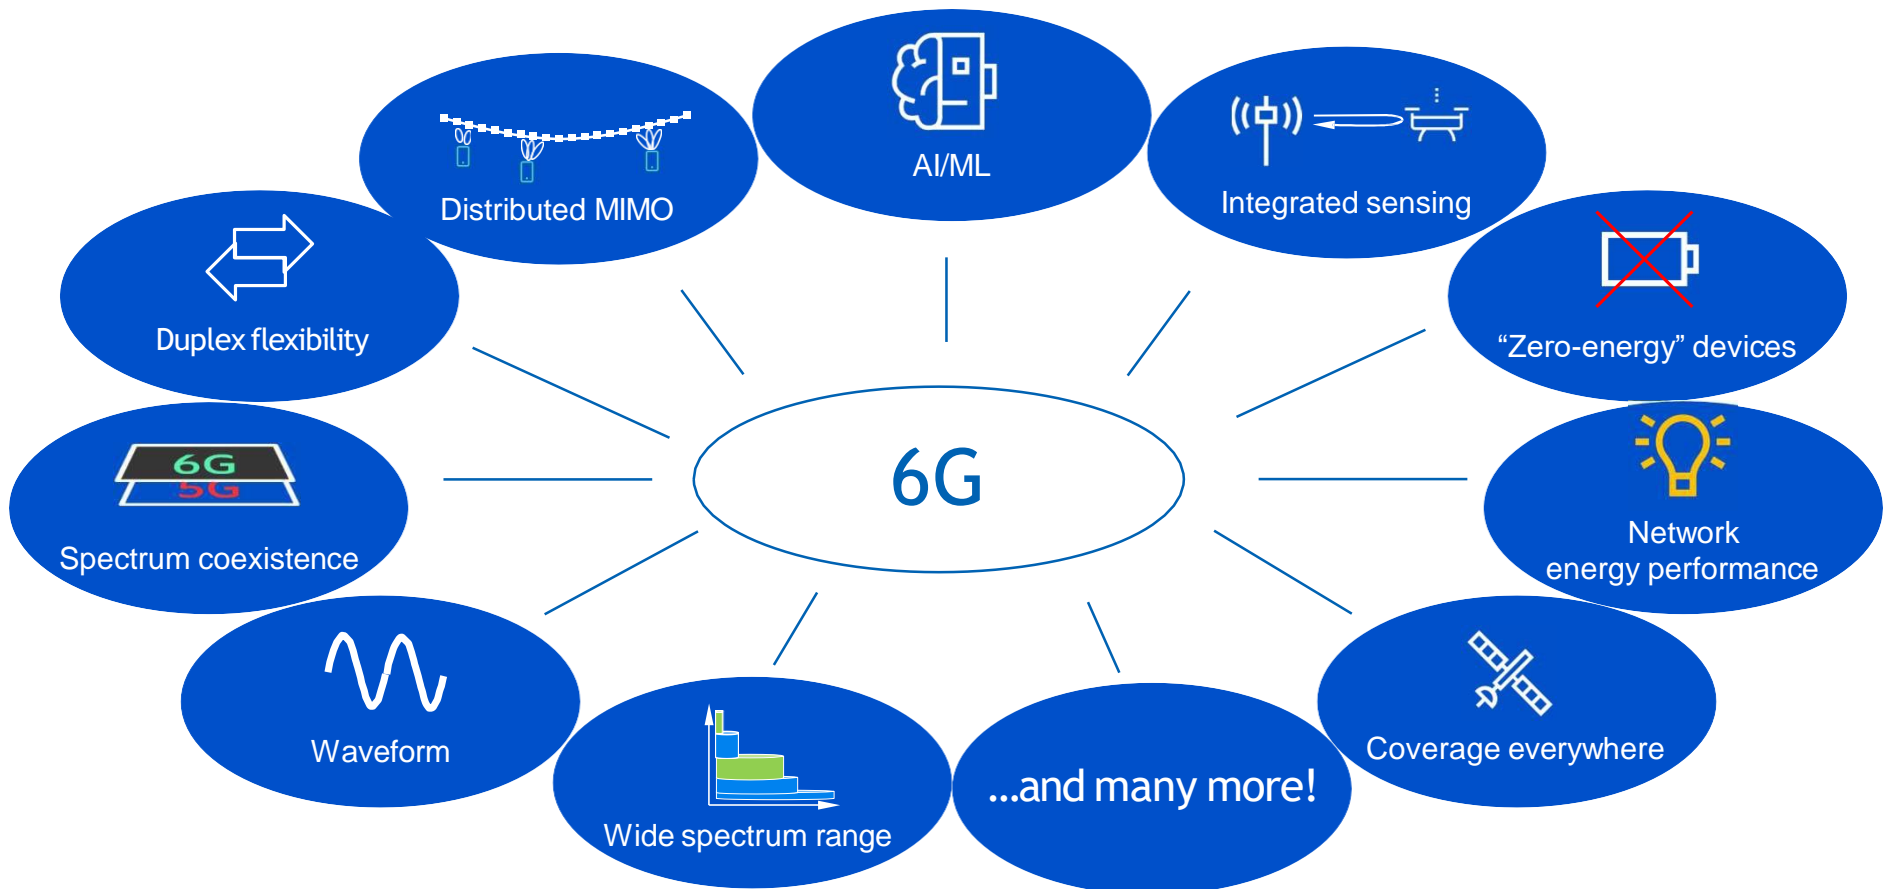 AI/ML
Distributed MIMO
Integrated sensing
Duplex flexibility
“Zero-energy” devices
6G
5G
Spectrum coexistence
6G
Network
energy performance
Waveform
Coverage everywhere
Wide spectrum range
...and many more!